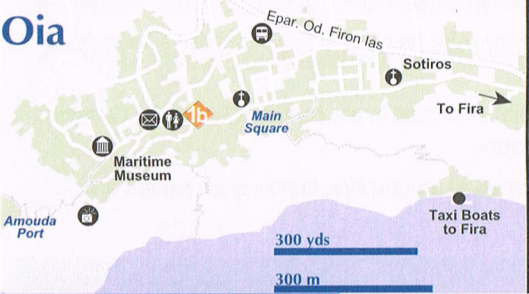 Oia
Epar. Od. Firon Ias
Sotiros
To Fira
1b
Main
Square
Maritime
Museum
Amouda
Port
Taxi Boats
to Fira
300 yds
300 m